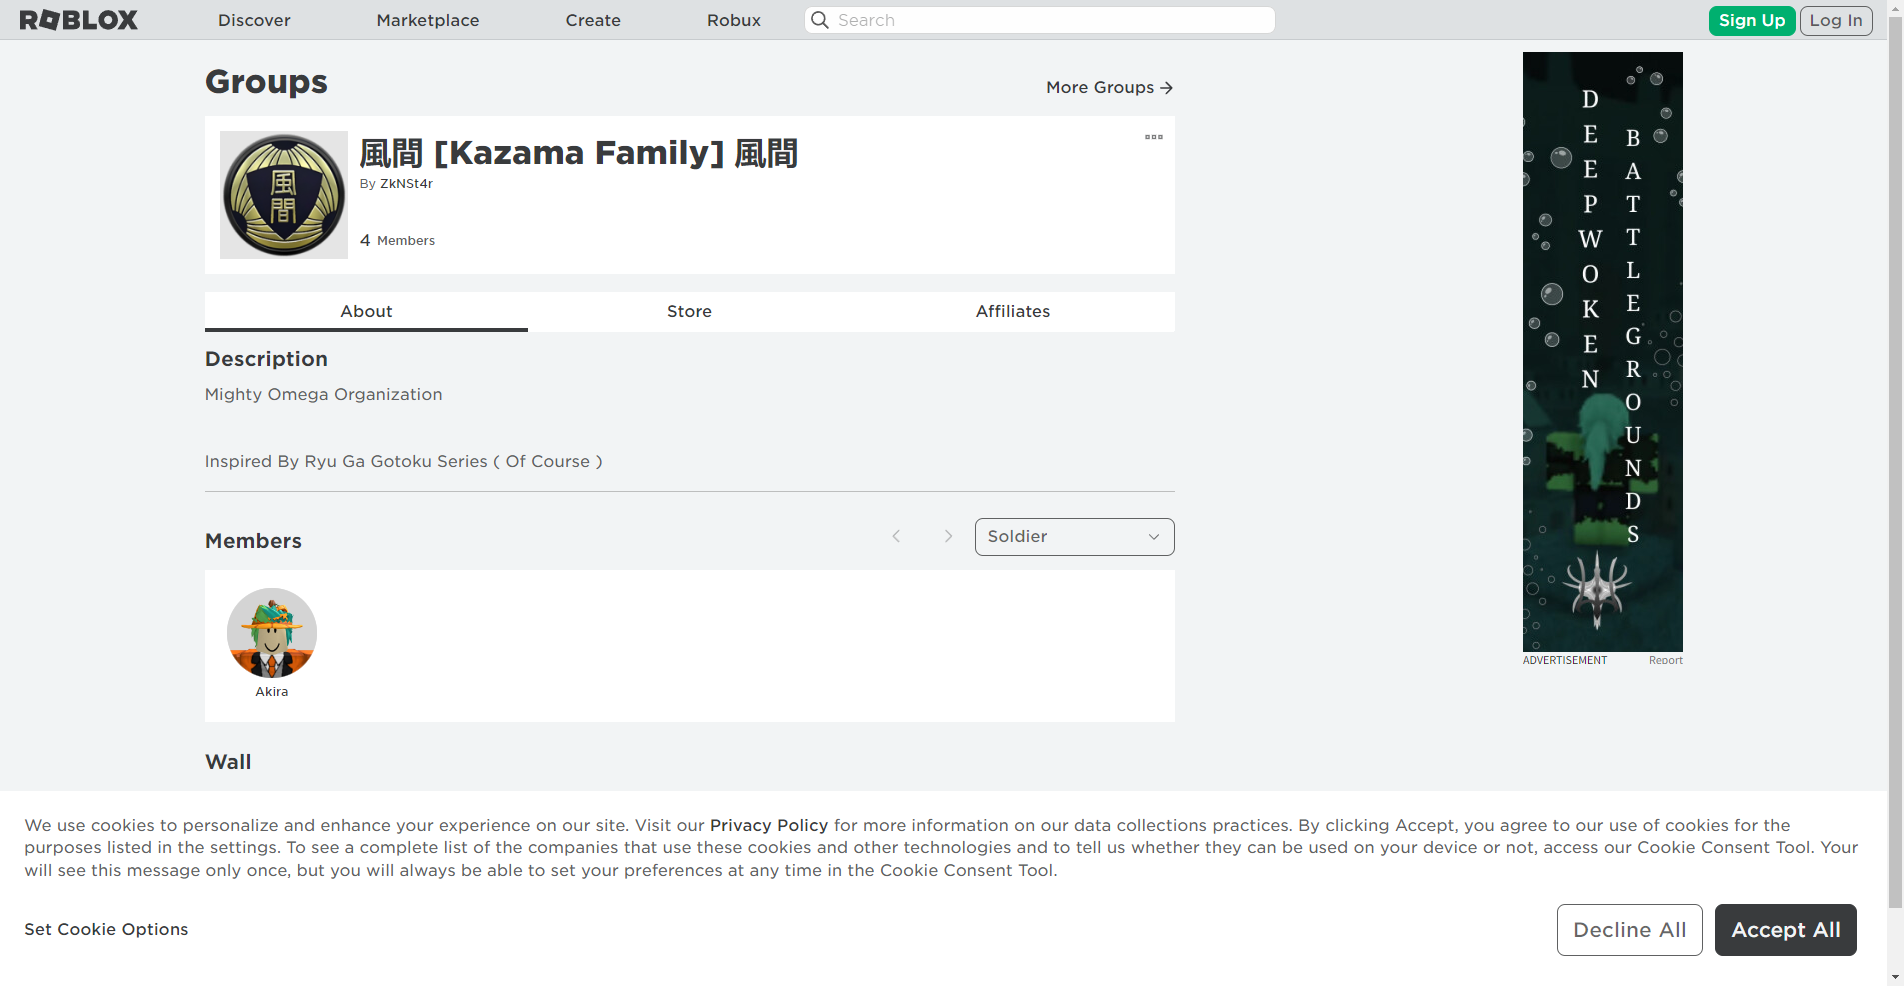 ROBLOX
Discover
Marketplace
Create
Robux
Search
Sign Up
Log In
Groups
More Groups →
風間
風間 [Kazama Family] 風間
By ZkNSt4r
4 Members
About
Store
Affiliates
Description
Mighty Omega Organization
Inspired By Ryu Ga Gotoku Series ( Of Course )
Members
Soldier
Akira
Wall
DEEPWOKEN
BATTLEGROUNDS
ADVERTISEMENT
Report
We use cookies to personalize and enhance your experience on our site. Visit our Privacy Policy for more information on our data collections practices. By clicking Accept, you agree to our use of cookies for the
purposes listed in the settings. To see a complete list of the companies that use these cookies and other technologies and to tell us whether they can be used on your device or not, access our Cookie Consent Tool. Your
will see this message only once, but you will always be able to set your preferences at any time in the Cookie Consent Tool.
Set Cookie Options
Decline All
Accept All